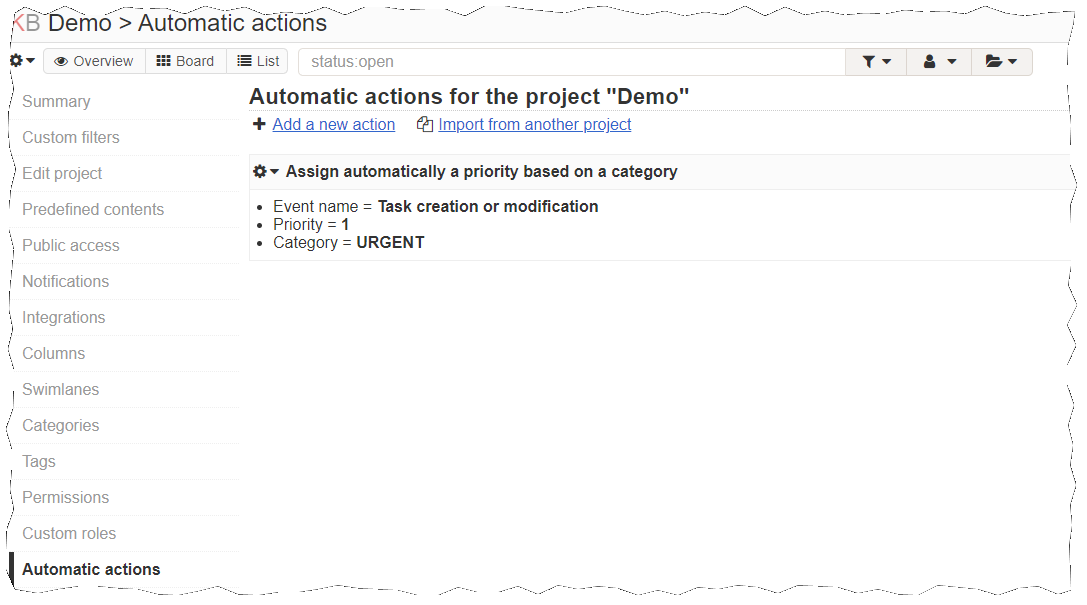 KB Demo > Automatic actions
Overview Board List status:open
Summary
Custom filters
Edit project
Predefined contents
Public access
Notifications
Integrations
Columns
Swimlanes
Categories
Tags
Permissions
Custom roles
Automatic actions
Automatic actions for the project "Demo"
Add a new action Import from another project
Assign automatically a priority based on a category
Event name = Task creation or modification
Priority = 1
Category = URGENT